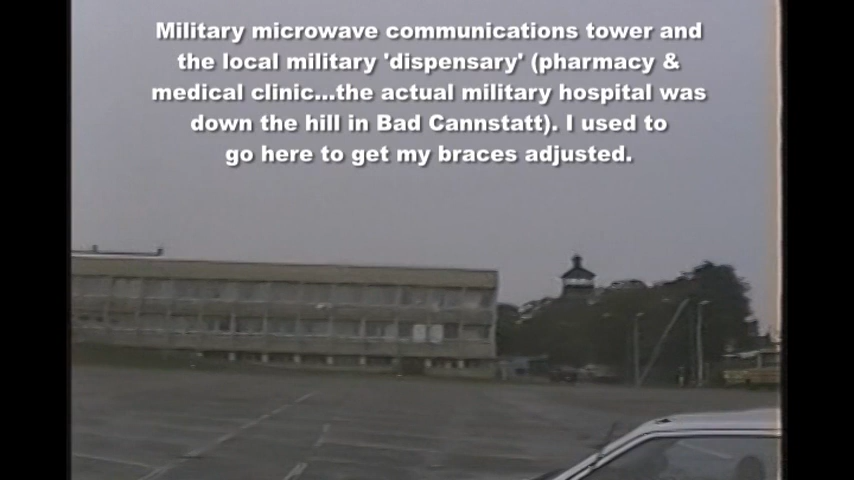 Military microwave communications tower and
the local military 'dispensary' (pharmacy &
medical clinic...the actual military hospital was
down the hill in Bad Cannstatt). I used to
go here to get my braces adjusted.